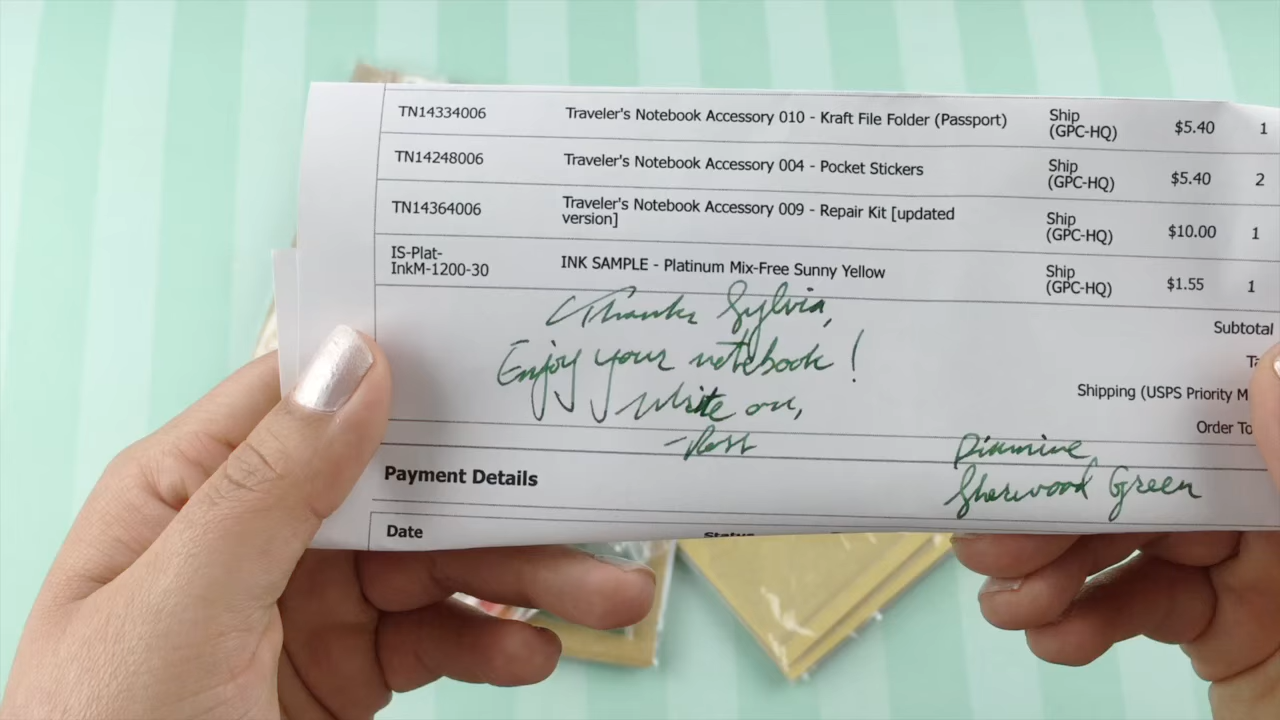 TN14334006 Traveler's Notebook Accessory 010 - Kraft File Folder (Passport) Ship (GPC-HQ) $5.40 1
TN14248006 Traveler's Notebook Accessory 004 - Pocket Stickers Ship (GPC-HQ) $5.40 2
TN14364006 Traveler's Notebook Accessory 009 - Repair Kit [updated version] Ship (GPC-HQ) $10.00 1
IS-Plat-InkM-1200-30 INK SAMPLE - Platinum Mix-Free Sunny Yellow Ship (GPC-HQ) $1.55 1
Thanks Sylvia,
Enjoy your notebook!
Write on,
Subtotal
Shipping (USPS Priority M
Order To
Diamine
Sherwood Green
Payment Details
Date